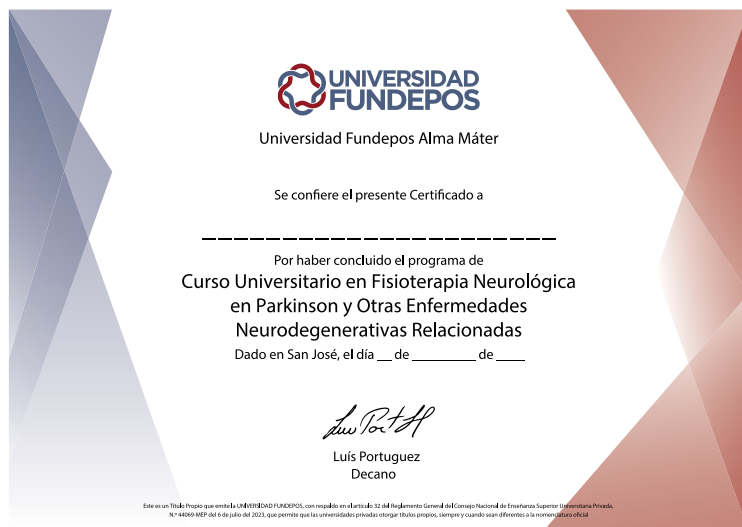 UNIVERSIDAD
FUNDEPOS
Universidad Fundepos Alma Máter
Se confiere el presente Certificado a
Por haber concluido el programa de
Curso Universitario en Fisioterapia Neurológica
en Parkinson y Otras Enfermedades
Neurodegenerativas Relacionadas
Dado en San José, el día __ de ________ de ____
Luís Portuguez
Decano
Este es un Título Propio que emite la UNIVERSIDAD FUNDEPOS, con respaldo en el artículo 32 del Reglamento General del Consejo Nacional de Enseñanza Superior Universitaria Privada,
N.º 44069-MEP del 6 de julio del 2023, que permite que las universidades privadas otorgar títulos propios, siempre y cuando sean diferentes a la nomenclatura oficial